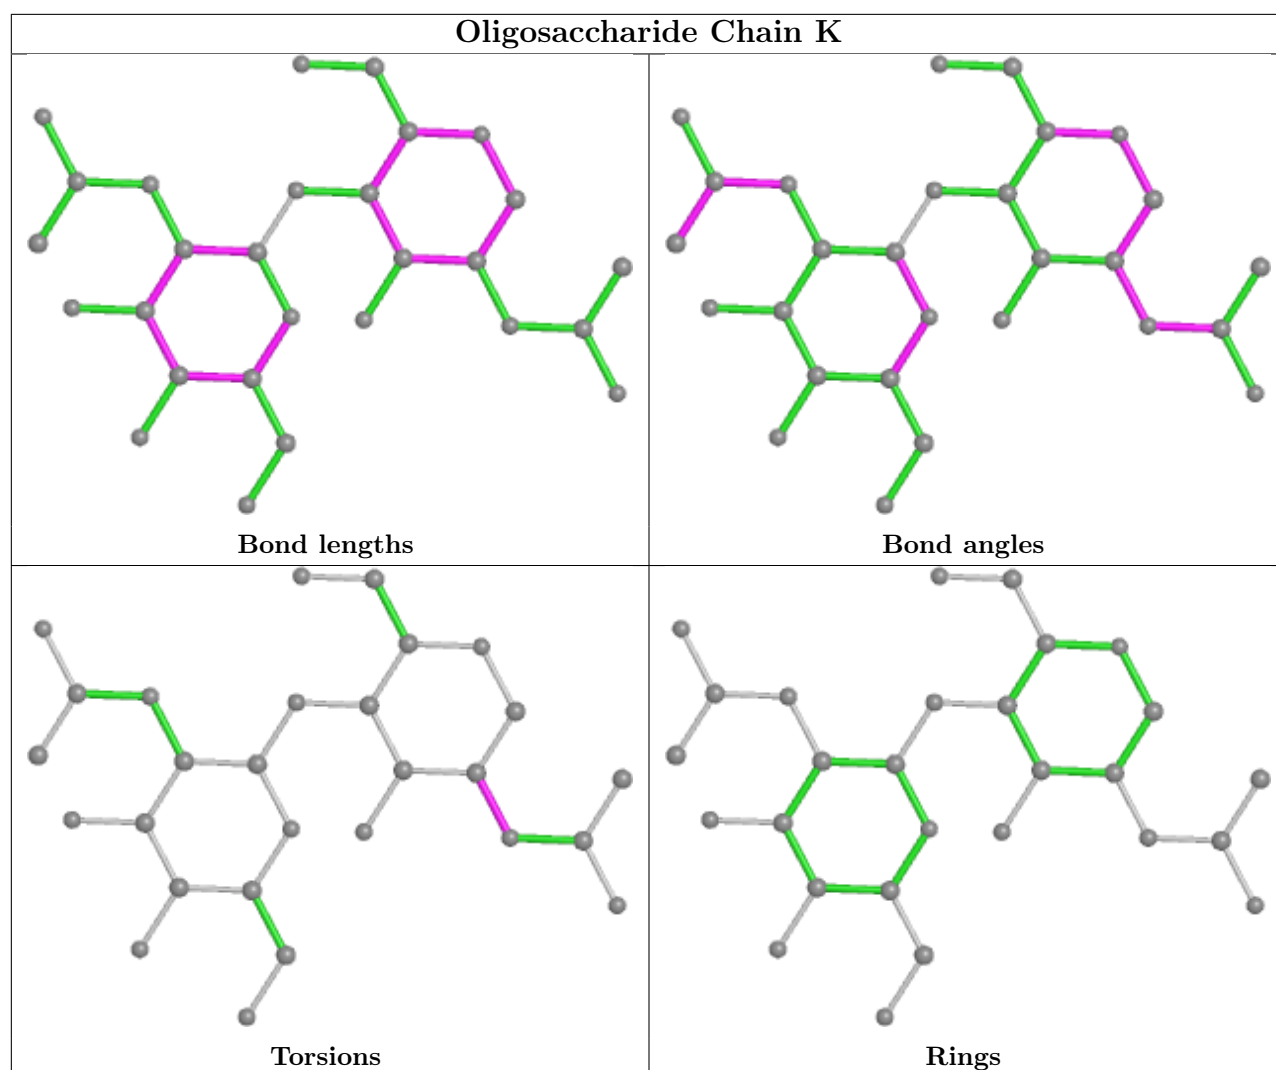 Oligosaccharide Chain K
Bond lengths
Bond angles
Torsions
Rings